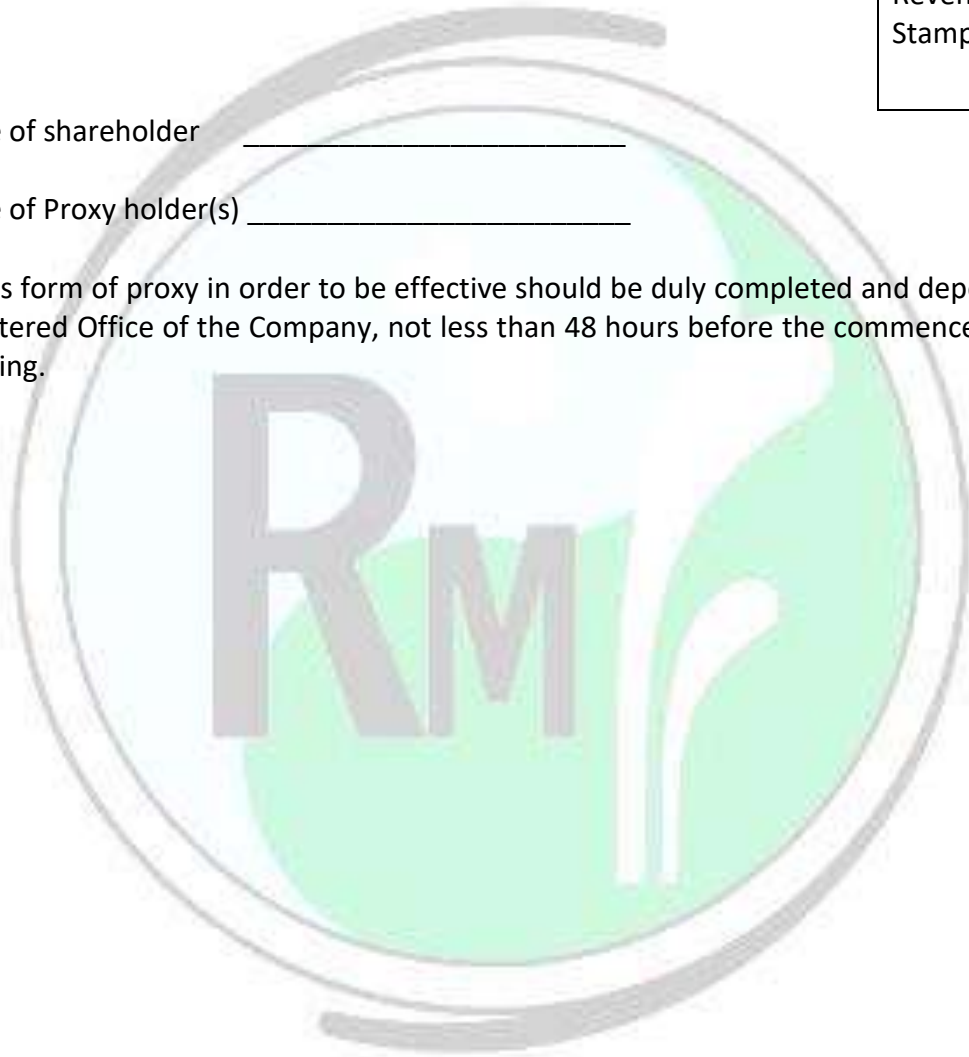 Stamp
e of shareholder ________________________
e of Proxy holder(s) ________________________
s form of proxy in order to be effective should be duly completed and depo
tered Office of the Company, not less than 48 hours before the commence
ing.
RM